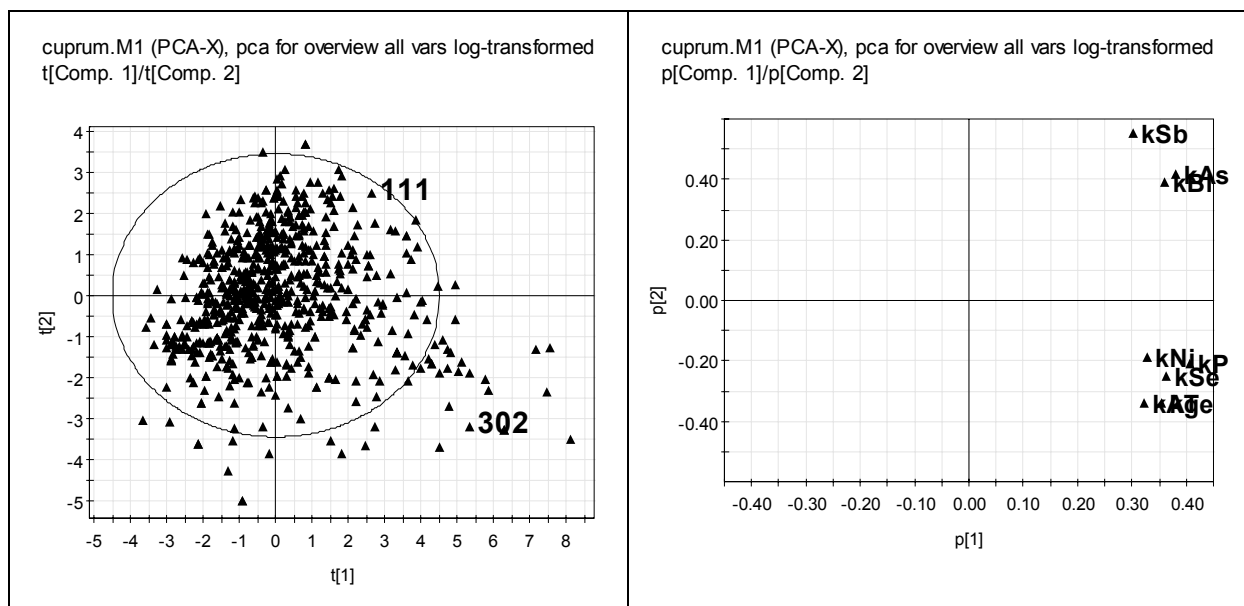 cuprum.M1 (PCA-X), pca for overview all vars log-transformed
t[Comp. 1]/t[Comp. 2]
4
3
2
1
0
-1
-2
-3
-4
-5
t[2]
111
302
-5 -4 -3 -2 -1 0 1 2 3 4 5 6 7 8
t[1]
cuprum.M1 (PCA-X), pca for overview all vars log-transformed
p[Comp. 1]/p[Comp. 2]
0.40
0.20
0.00
-0.20
-0.40
p[2]
kSb
kAs
kBi
kNi
kP
kSe
-0.40 -0.30 -0.20 -0.10 0.00 0.10 0.20 0.30 0.40
p[1]